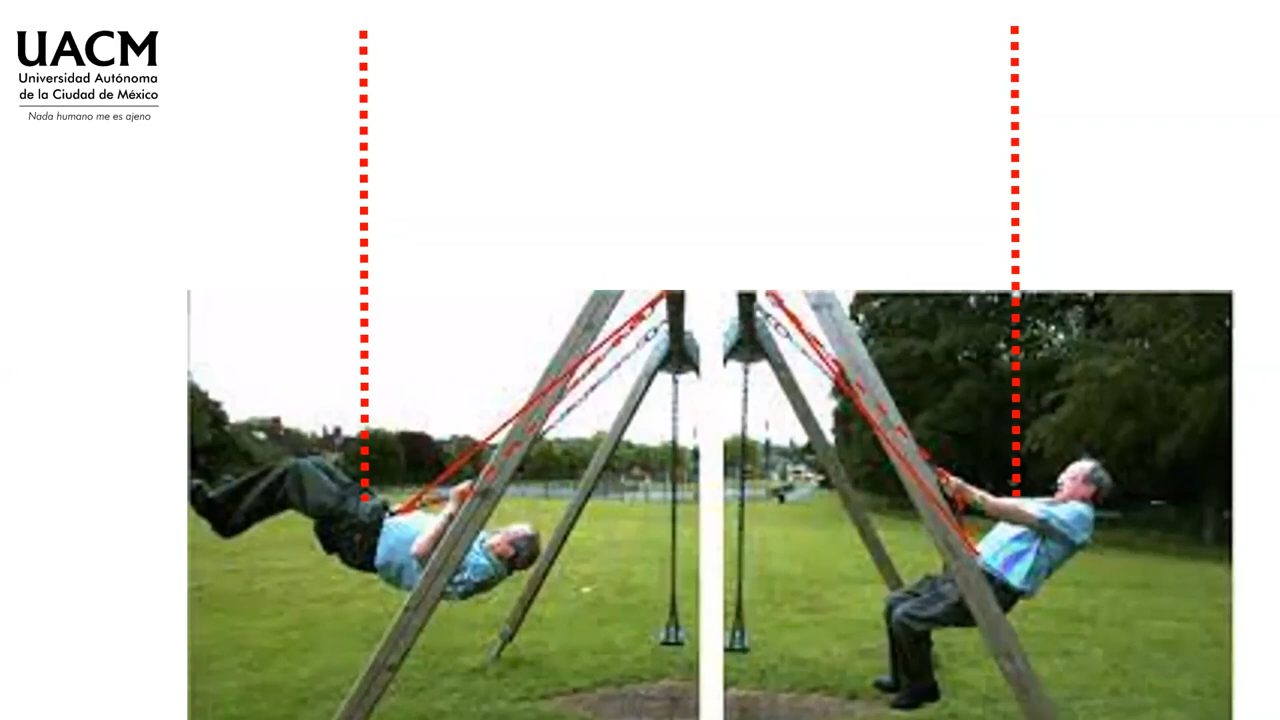 UACM
Universidad Autónoma
de la Ciudad de México
Nada humano me es ajeno